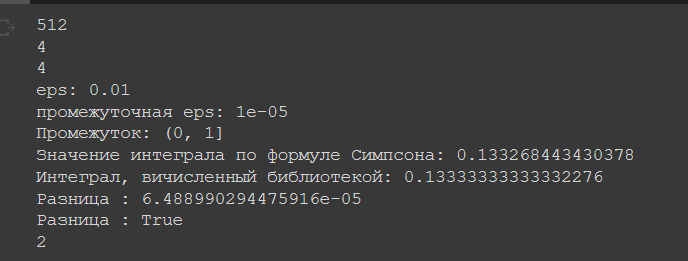 512
4
4
eps: 0.01
промежуточная eps: 1e-05
Промежуток: (0, 1]
Значение интеграла по формуле Симпсона: 0.133268443430378
Интеграл, вичисленный библиотекой: 0.13333333333332276
Разница : 6.488990294475916e-05
Разница : True
2